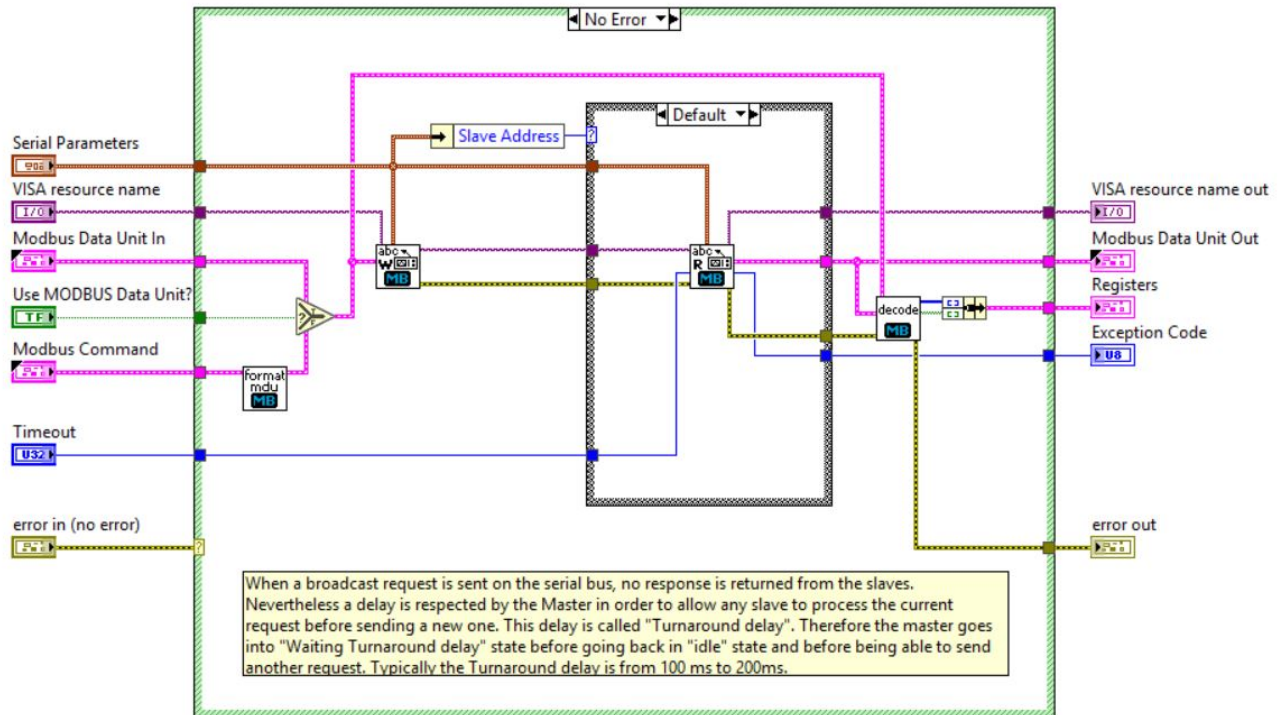 No Error
Default
Slave Address
Serial Parameters
VISA resource name
I/O
Modbus Data Unit In
Use MODBUS Data Unit?
TF
Modbus Command
Timeout
U32
error in (no error)
?
?
?
abc
W
MB
abc
R
MB
format
mdu
MB
decode
MB
VISA resource name out
I/O
Modbus Data Unit Out
Registers
Exception Code
U8
error out
When a broadcast request is sent on the serial bus, no response is returned from the slaves.
Nevertheless a delay is respected by the Master in order to allow any slave to process the current
request before sending a new one. This delay is called "Turnaround delay". Therefore the master goes
into "Waiting Turnaround delay" state before going back in "idle" state and before being able to send
another request. Typically the Turnaround delay is from 100 ms to 200ms.